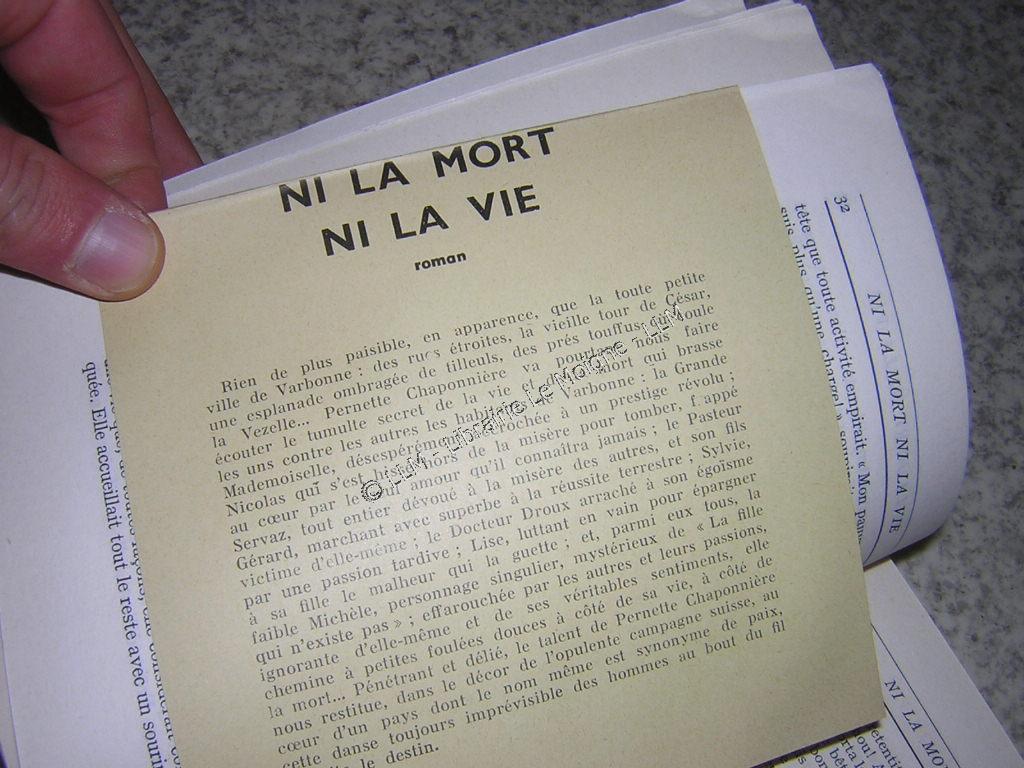 NI LA MORT
NI LA VIE
roman
Rien de plus paisible, en apparence, que la toute petite
ville de Varbonne : des rues étroites, la vieille tour de César,
une esplanade ombragée de tilleuls, des prés touffus qui foule
la Vezelle... Pernette Chaponnière va pourtant nous faire
écouter le tumulte secret de la vie et de la mort qui brasse
les uns contre les autres les habitants de Varbonne : la Grande
Mademoiselle, désespérément accrochée à un prestige révolu ;
Nicolas qui s'est hissé hors de la misère pour tomber, frappé
au cœur par le seul amour qu'il connaîtra jamais ; le Pasteur
Servaz, tout entier dévoué à la misère des autres, et son fils
Gérard, marchant avec superbe à la réussite terrestre ; Sylvie,
victime d'elle-même ; le Docteur Droux arraché à son égoïsme
par une passion tardive ; Lise, luttant en vain pour épargner
à sa fille le malheur qui la guette ; et, parmi eux tous, la
faible Michèle, personnage singulier, mystérieux de « La fille
qui n'existe pas » ; effarouchée par les autres et leurs passions,
ignorante d'elle-même et de ses véritables sentiments, elle
chemine à petites foulées douces à côté de sa vie, à côté de
la mort... Pénétrant et délié, le talent de Pernette Chaponnière
nous restitue, dans le décor de l'opulente campagne suisse, au
cœur d'un pays dont le nom même est synonyme de paix,
cette danse toujours imprévisible des hommes au bout du fil
le destin.
© LLM - Librairie Le Moigne - LLM
32
NI LA MORT NI LA VIE
tête que toute activité empirait. « Mon
suis plus qu'une charge! »
quée, Elle accueillait tout le reste avec un
NI LA